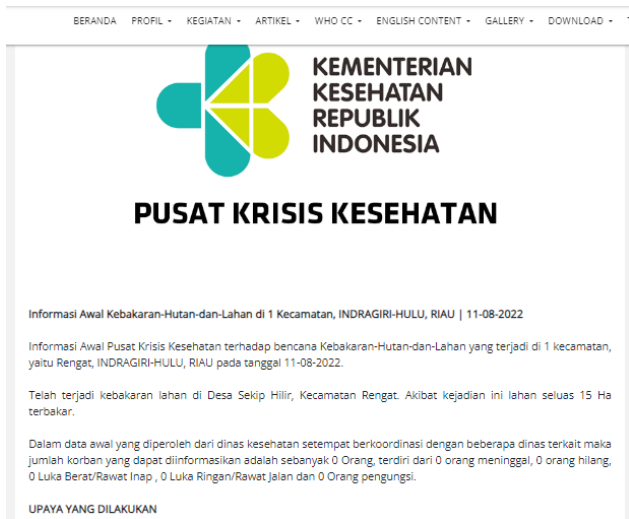 BERANDA PROFIL KEGIATAN ARTIKEL WHO CC ENGLISH CONTENT GALLERY DOWNLOAD
KEMENTERIAN
KESEHATAN
REPUBLIK
INDONESIA
PUSAT KRISIS KESEHATAN
Informasi Awal Kebakaran-Hutan-dan-Lahan di 1 Kecamatan, INDRAGIRI-HULU, RIAU | 11-08-2022
Informasi Awal Pusat Krisis Kesehatan terhadap bencana Kebakaran-Hutan-dan-Lahan yang terjadi di 1 kecamatan,
yaitu Rengat, INDRAGIRI-HULU, RIAU pada tanggal 11-08-2022.
Telah terjadi kebakaran lahan di Desa Sekip Hilir, Kecamatan Rengat. Akibat kejadian ini lahan seluas 15 Ha
terbakar.
Dalam data awal yang diperoleh dari dinas kesehatan setempat berkoordinasi dengan beberapa dinas terkait maka
jumlah korban yang dapat diinformasikan adalah sebanyak 0 Orang, terdiri dari 0 orang meninggal, 0 orang hilang,
0 Luka Berat/Rawat Inap , 0 Luka Ringan/Rawat Jalan dan 0 Orang pengungsi.
UPAYA YANG DILAKUKAN